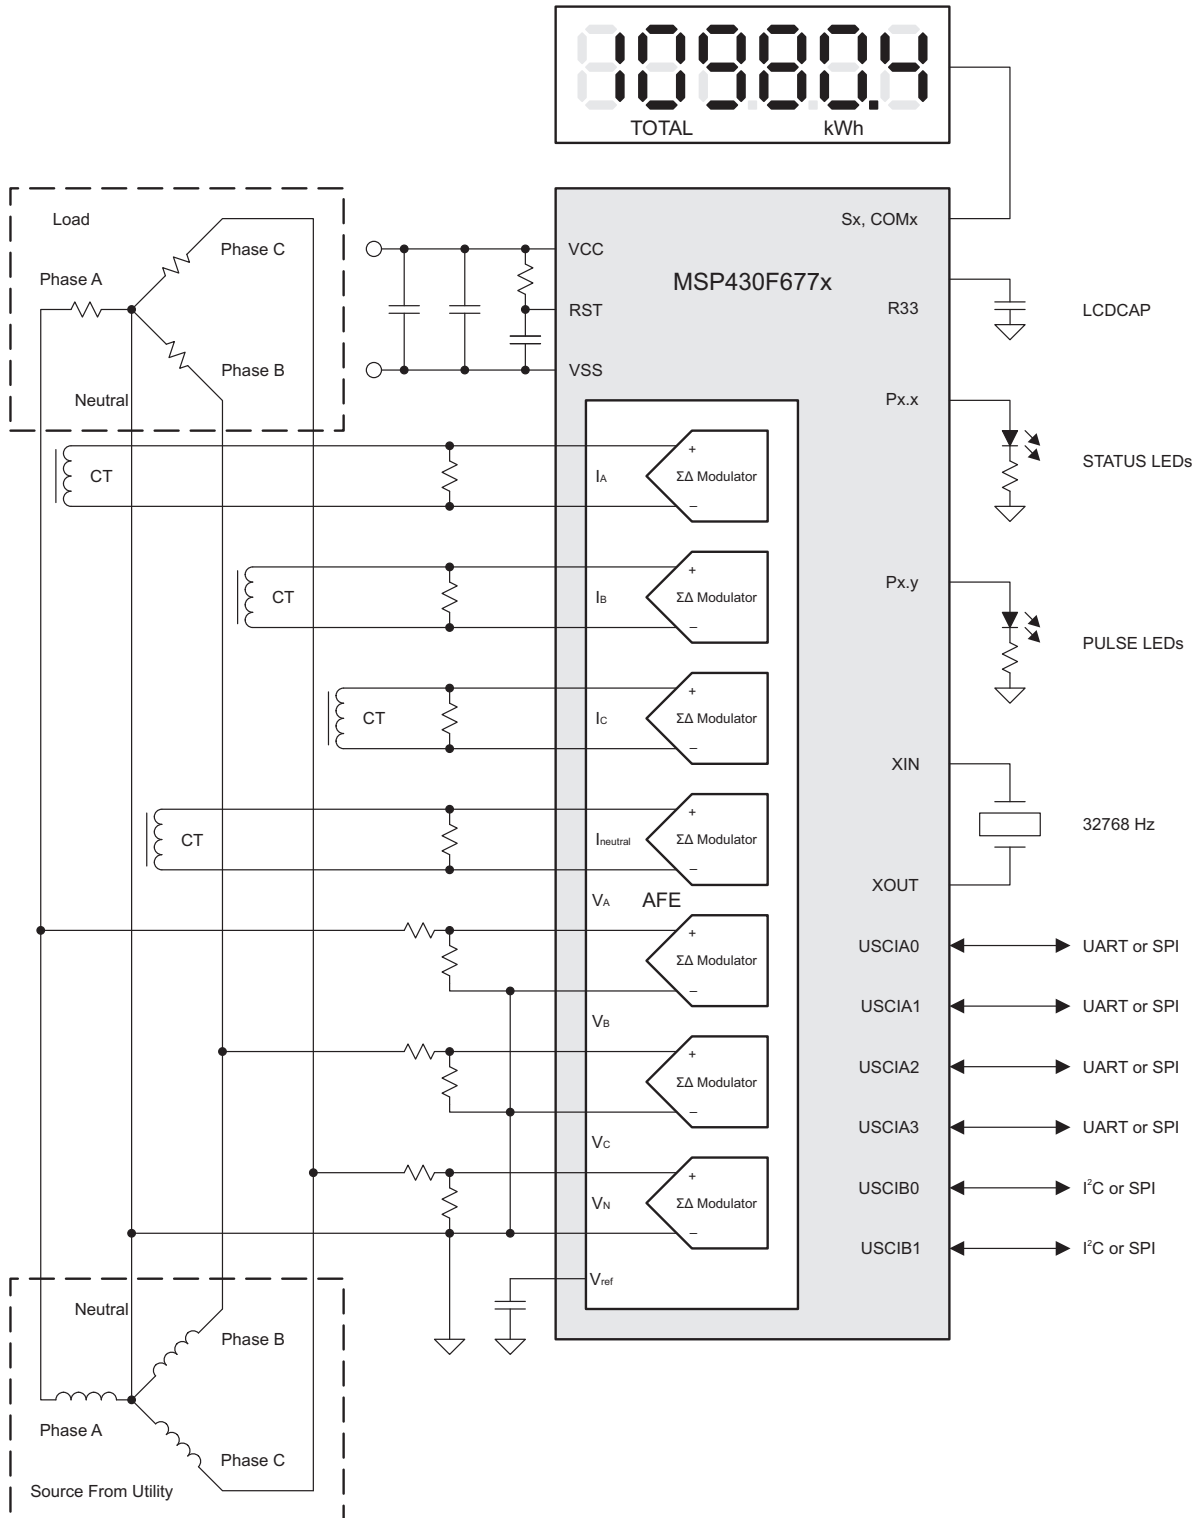 10980.4
TOTAL kWh
Load
Phase C
Phase A
Phase B
Neutral
VCC
RST
VSS
MSP430F677x
Sx, COMx
R33
LCDCAP
Px.x
STATUS LEDs
Px.y
PULSE LEDs
XIN
32768 Hz
XOUT
USCIA0
UART or SPI
USCIA1
UART or SPI
USCIA2
UART or SPI
USCIA3
UART or SPI
USCIB0
I²C or SPI
USCIB1
I²C or SPI
CT
IA
+
ΣΔ Modulator
–
CT
IB
+
ΣΔ Modulator
–
CT
IC
+
ΣΔ Modulator
–
CT
Ineutral
+
ΣΔ Modulator
–
VA
AFE
+
ΣΔ Modulator
–
VB
+
ΣΔ Modulator
–
VC
+
VN
ΣΔ Modulator
–
Vref
Neutral
Phase B
Phase A
Phase C
Source From Utility